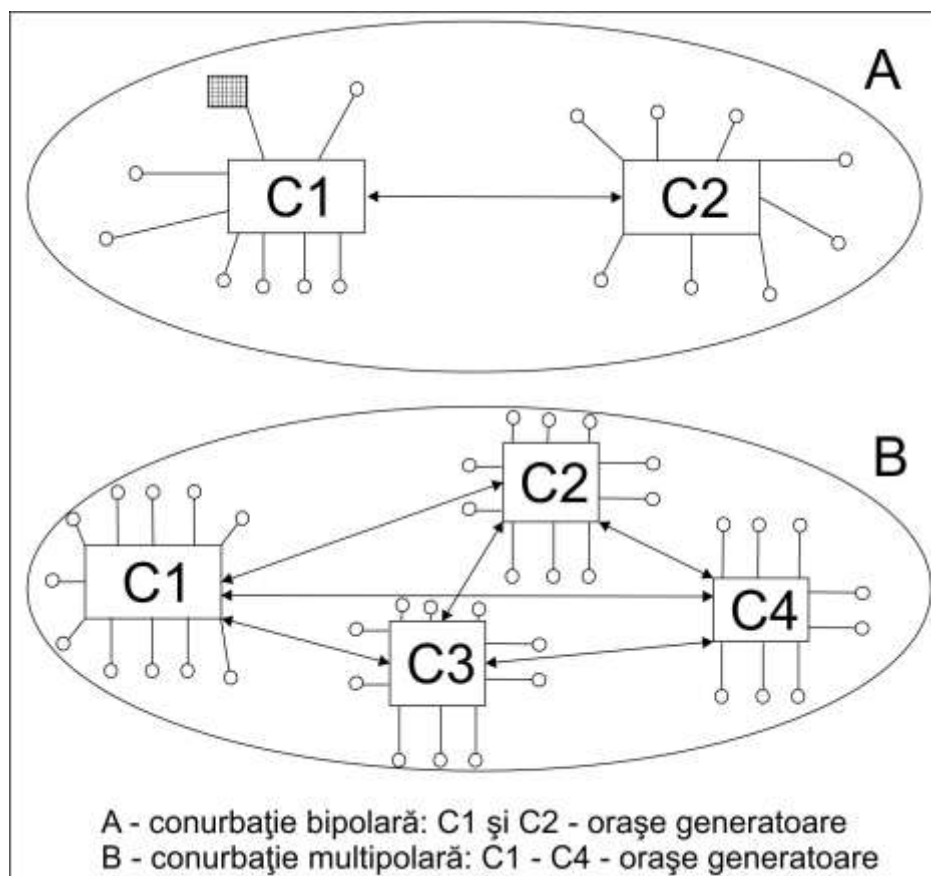 A
C1 C2
B
C2
C1
C4
C3
A - conurbaţie bipolară: C1 şi C2 - oraşe generatoare
B - conurbaţie multipolară: C1 - C4 - oraşe generatoare